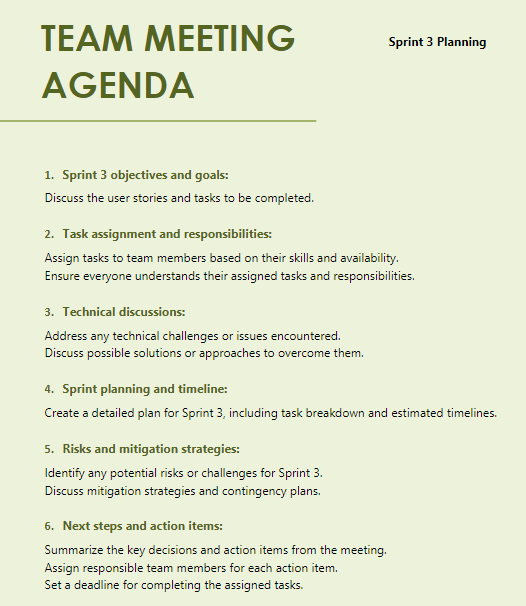 TEAM MEETING
AGENDA
Sprint 3 Planning
1. Sprint 3 objectives and goals:
Discuss the user stories and tasks to be completed.
2. Task assignment and responsibilities:
Assign tasks to team members based on their skills and availability.
Ensure everyone understands their assigned tasks and responsibilities.
3. Technical discussions:
Address any technical challenges or issues encountered.
Discuss possible solutions or approaches to overcome them.
4. Sprint planning and timeline:
Create a detailed plan for Sprint 3, including task breakdown and estimated timelines.
5. Risks and mitigation strategies:
Identify any potential risks or challenges for Sprint 3.
Discuss mitigation strategies and contingency plans.
6. Next steps and action items:
Summarize the key decisions and action items from the meeting.
Assign responsible team members for each action item.
Set a deadline for completing the assigned tasks.